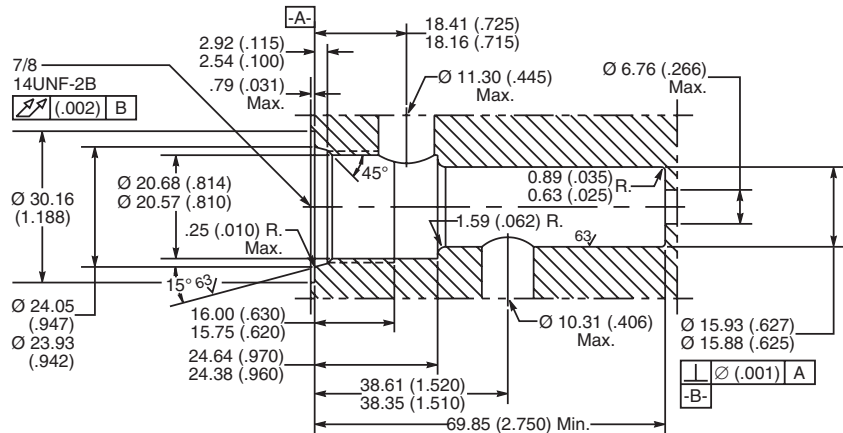 -A-
18.41 (.725)
18.16 (.715)
2.92 (.115)
2.54 (.100)
7/8
14UNF-2B
(.002) B
.79 (.031)
Max.
Ø 11.30 (.445)
Max.
Ø 6.76 (.266)
Max.
45°
0.89 (.035)
0.63 (.025)
R.
Ø 20.68 (.814)
Ø 20.57 (.810)
Ø 30.16
(1.188)
1.59 (.062) R.
.25 (.010) R.
Max.
63
15°
63
Ø 24.05
(.947)
Ø 23.93
(.942)
16.00 (.630)
15.75 (.620)
Ø 10.31 (.406)
Max.
Ø 15.93 (.627)
Ø 15.88 (.625)
⊥ Ø (.001) A
-B-
24.64 (.970)
24.38 (.960)
38.61 (1.520)
38.35 (1.510)
69.85 (2.750) Min.